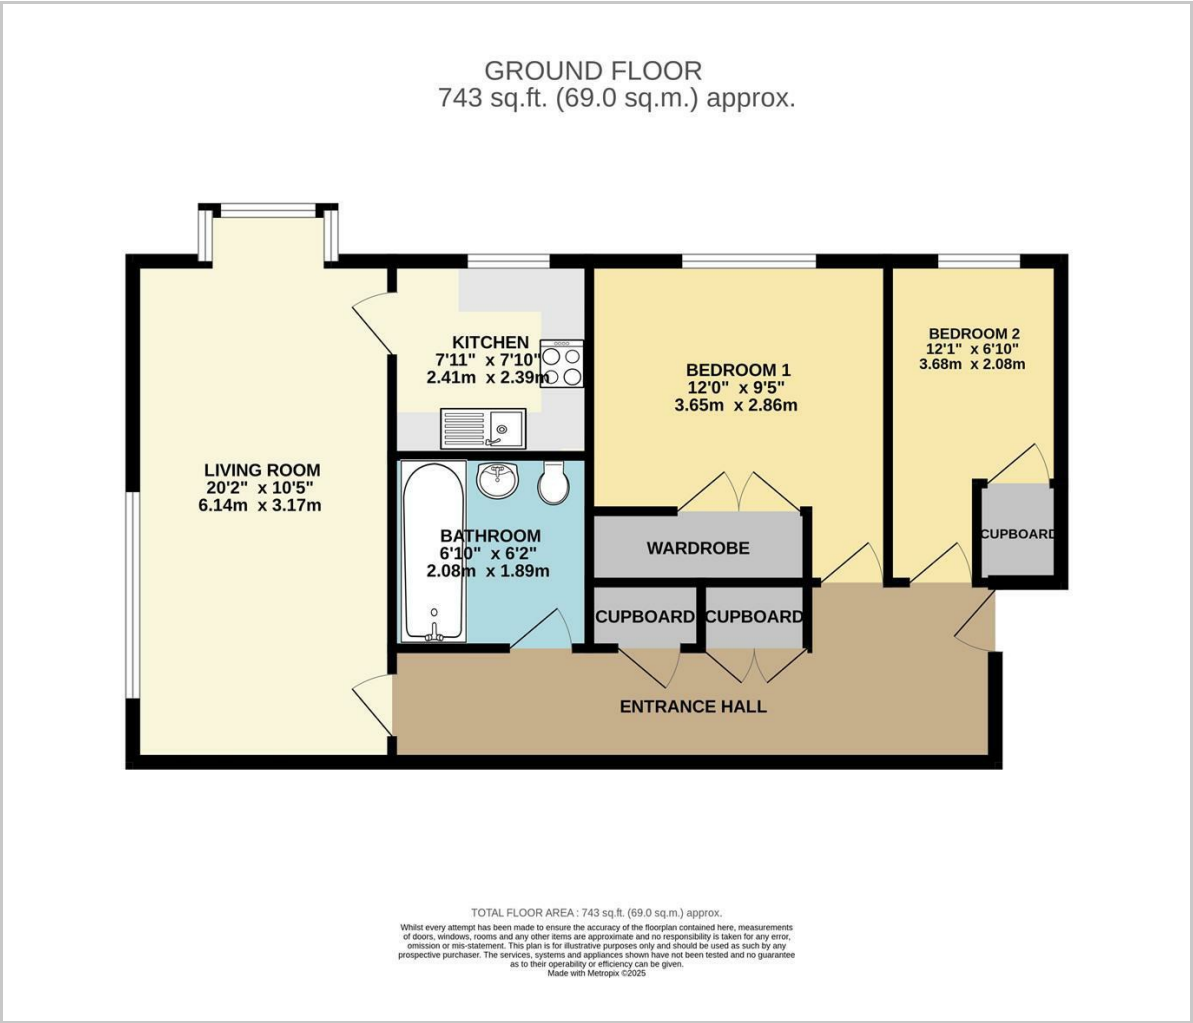 GROUND FLOOR
743 sq.ft. (69.0 sq.m.) approx.
KITCHEN
7'11" x 7'10"
2.41m x 2.39m
BEDROOM 1
12'0" x 9'5"
3.65m x 2.86m
BEDROOM 2
12'1" x 6'10"
3.68m x 2.08m
LIVING ROOM
20'2" x 10'5"
6.14m x 3.17m
BATHROOM
6'10" x 6'2"
2.08m x 1.89m
WARDROBE
CUPBOARD
CUPBOARD
CUPBOARD
ENTRANCE HALL
TOTAL FLOOR AREA : 743 sq.ft. (69.0 sq.m.) approx.
Whilst every attempt has been made to ensure the accuracy of the floorplan contained here, measurements
of doors, windows, rooms and any other items are approximate and no responsibility is taken for any error,
omission or mis-statement. This plan is for illustrative purposes only and should be used as such by any
prospective purchaser. The services, systems and appliances shown have not been tested and no guarantee
as to their operability or efficiency can be given.
Made with Metropix ©2025